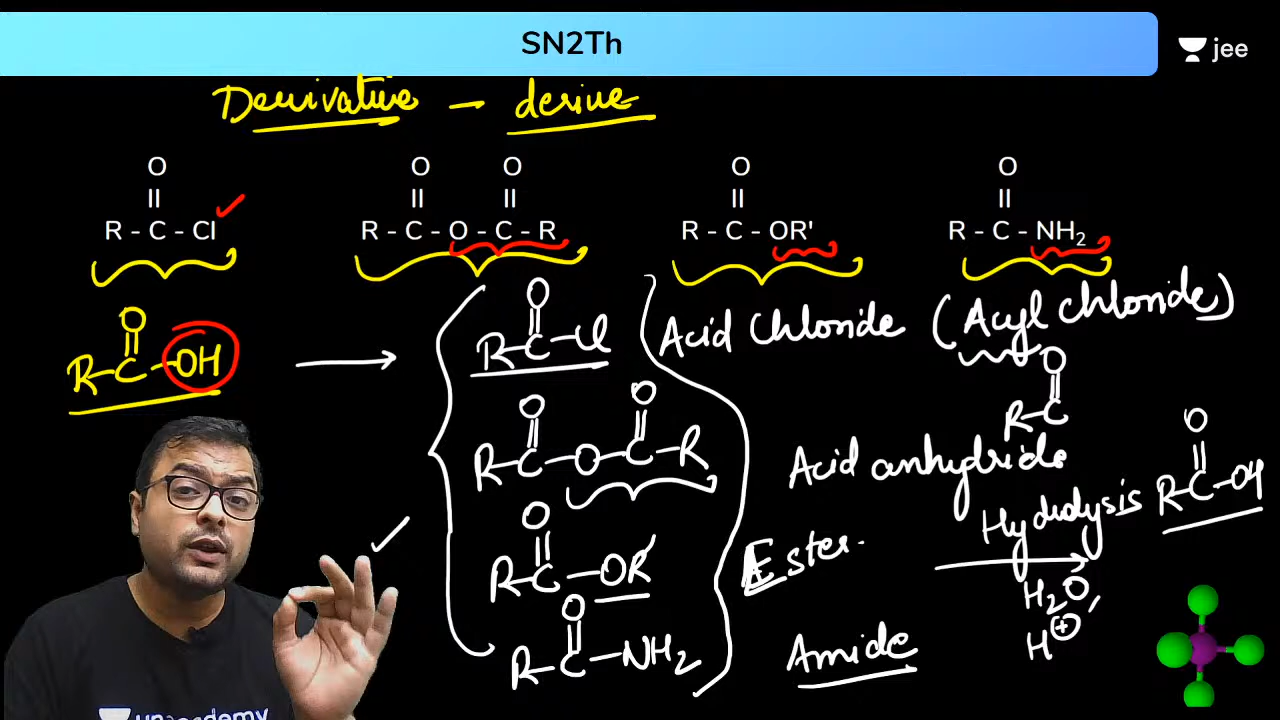 SN2Th
jee
Derivative - derive
O O O O O
|| || || || ||
R - C - Cl R - C - O - C - R R - C - OR' R - C - NH₂
O
||
R-C-OH
→
O
||
R-C-Cl
Acid Chloride (Acyl chloride)
O
||
R-C
O O
|| ||
R-C-O-C-R
Acid anhydride
O
||
R-C-OR'
Ester.
Hydrolysis
→
H₂O,
H⊕
O
||
R-C-OH
O
||
R-C-NH₂
Amide
unacademy